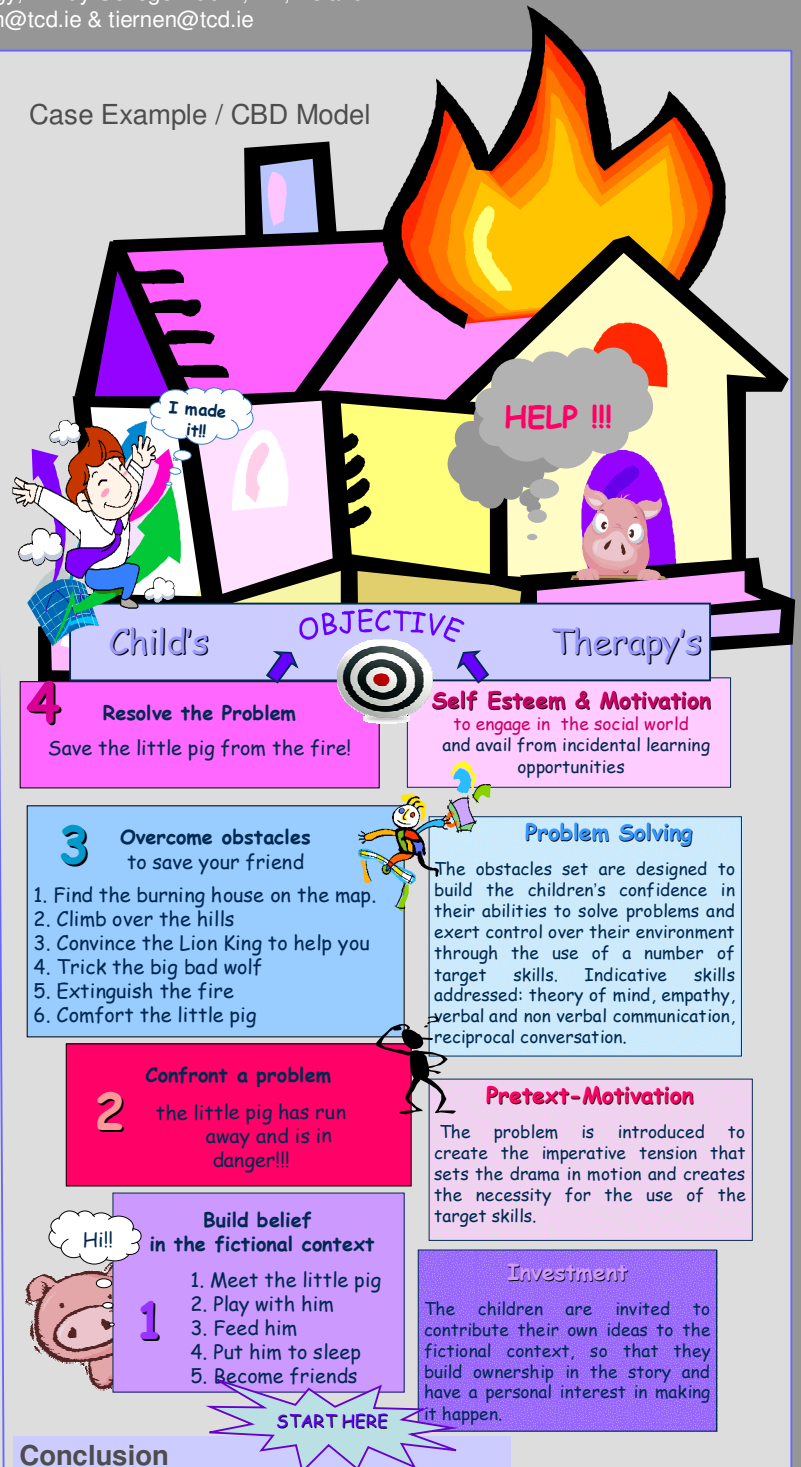 n@tcd.ie & tiernen@tcd.ie
Case Example / CBD Model
I made
it!!
HELP !!!
OBJECTIVE
Child's
Therapy's
4
Resolve the Problem
Save the little pig from the fire!
Self Esteem & Motivation
to engage in the social world
and avail from incidental learning
opportunities
3
Overcome obstacles
to save your friend
1. Find the burning house on the map.
2. Climb over the hills
3. Convince the Lion King to help you
4. Trick the big bad wolf
5. Extinguish the fire
6. Comfort the little pig
Problem Solving
The obstacles set are designed to
build the children's confidence in
their abilities to solve problems and
exert control over their environment
through the use of a number of
target skills. Indicative skills
addressed: theory of mind, empathy,
verbal and non verbal communication,
reciprocal conversation.
2
Confront a problem
the little pig has run
away and is in
danger!!!
Pretext-Motivation
The problem is introduced to
create the imperative tension that
sets the drama in motion and creates
the necessity for the use of the
target skills.
Hi!!
1
Build belief
in the fictional context
1. Meet the little pig
2. Play with him
3. Feed him
4. Put him to sleep
5. Become friends
Investment
The children are invited to
contribute their own ideas to the
fictional context, so that they
build ownership in the story and
have a personal interest in making
it happen.
START HERE
Conclusion